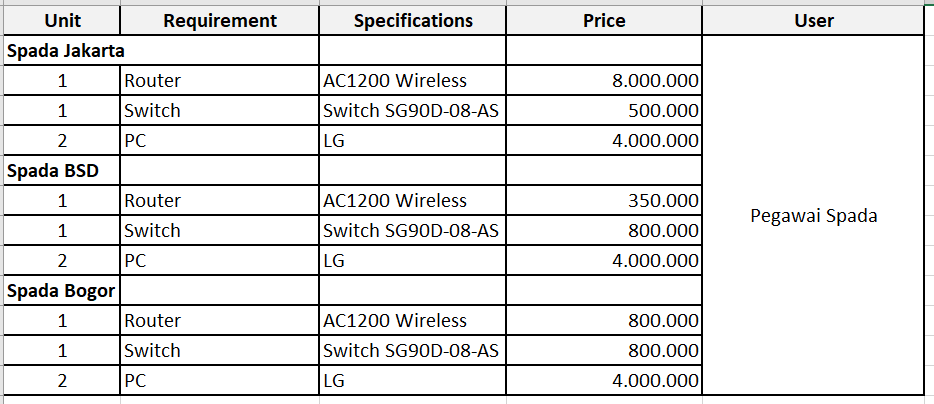 Unit Requirement Specifications Price User
Spada Jakarta
1 Router AC1200 Wireless 8.000.000
1 Switch Switch SG90D-08-AS 500.000
2 PC LG 4.000.000
Spada BSD
1 Router AC1200 Wireless 350.000
Pegawai Spada
1 Switch Switch SG90D-08-AS 800.000
2 PC LG 4.000.000
Spada Bogor
1 Router AC1200 Wireless 800.000
1 Switch Switch SG90D-08-AS 800.000
2 PC LG 4.000.000